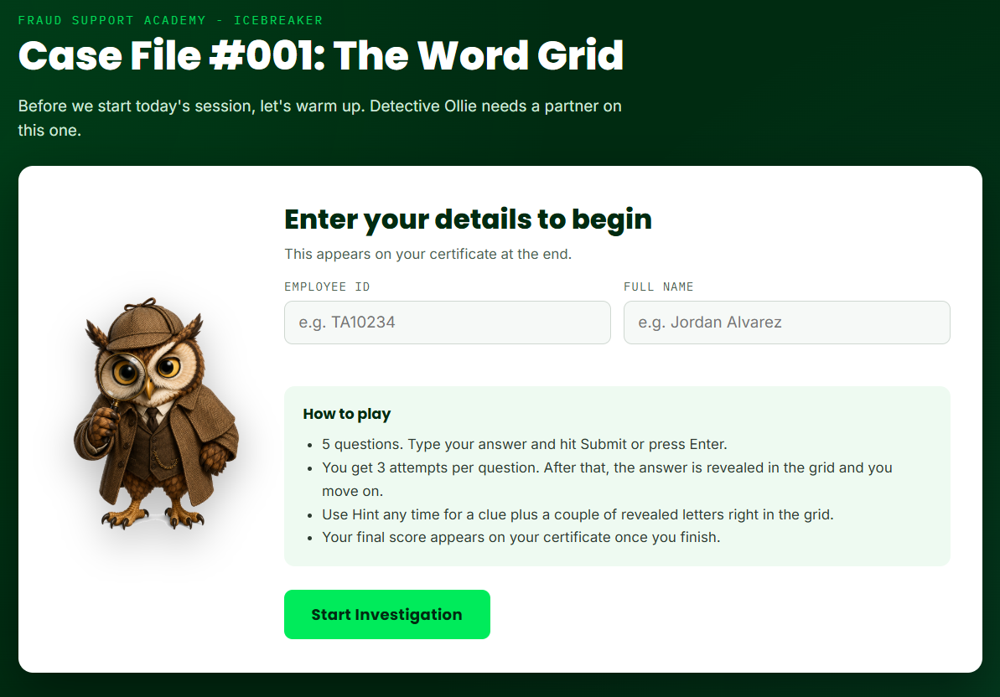 FRAUD SUPPORT ACADEMY - ICEBREAKER
Case File #001: The Word Grid
Before we start today's session, let's warm up. Detective Ollie needs a partner on
this one.
Enter your details to begin
This appears on your certificate at the end.
EMPLOYEE ID
FULL NAME
e.g. TA10234
e.g. Jordan Alvarez
How to play
• 5 questions. Type your answer and hit Submit or press Enter.
• You get 3 attempts per question. After that, the answer is revealed in the grid and you
move on.
• Use Hint any time for a clue plus a couple of revealed letters right in the grid.
• Your final score appears on your certificate once you finish.
Start Investigation